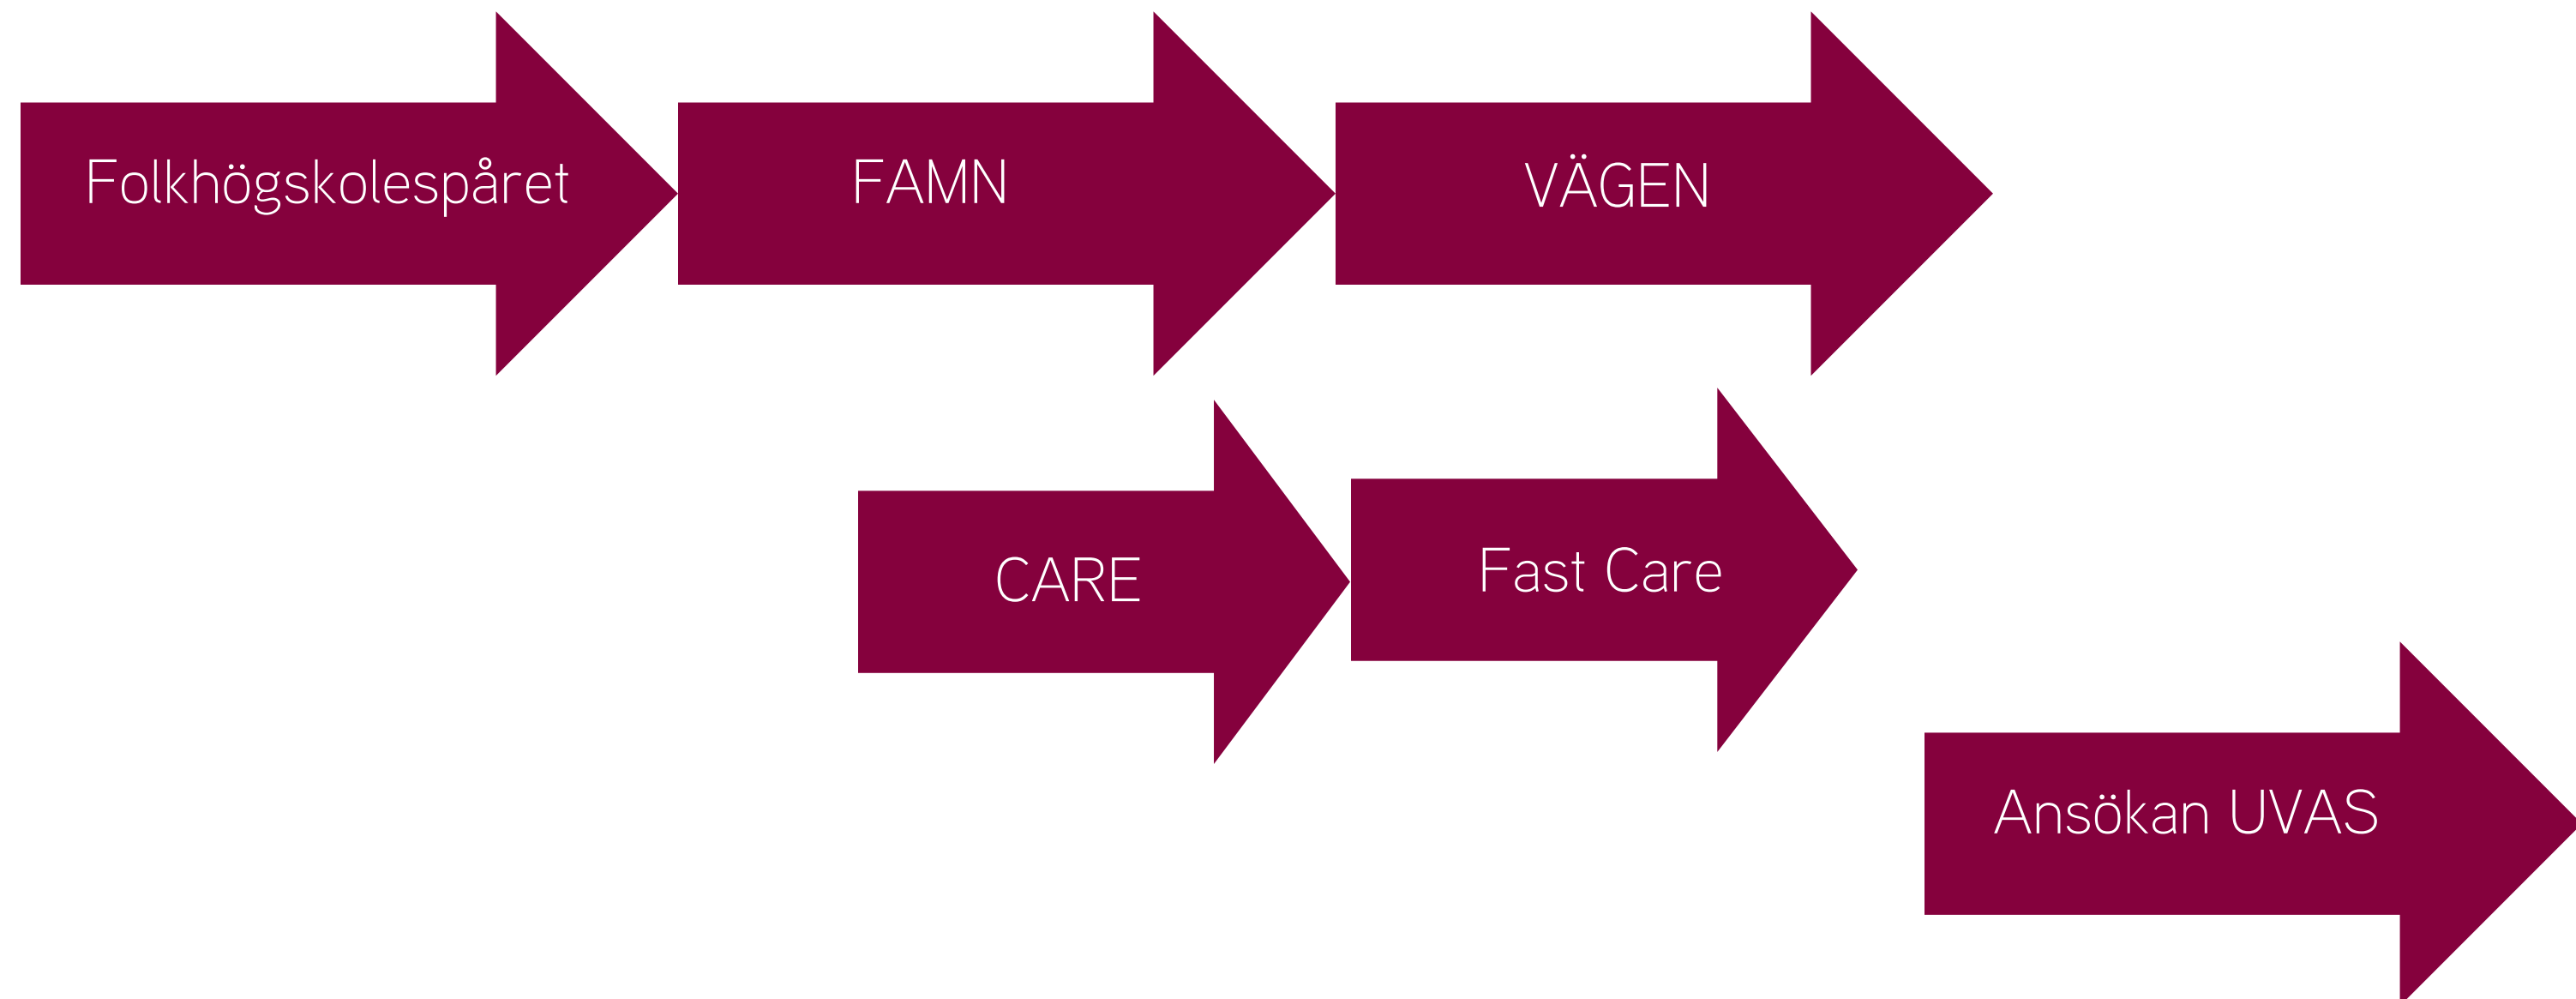 Folkhögskolespåret
FAMN
VÄGEN
CARE
Fast Care
Ansökan UVAS